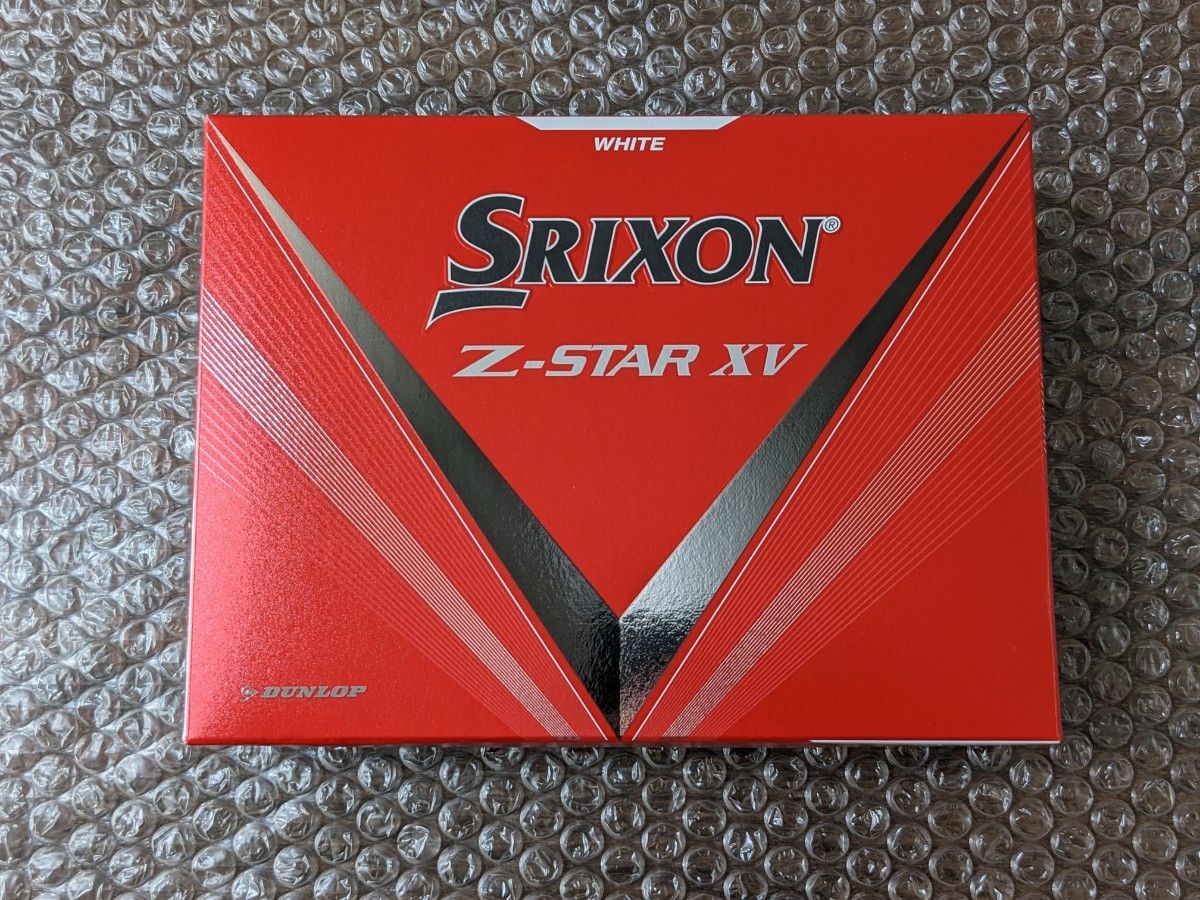 WHITE
SRIXON®
Z-STAR XV
DUNLOP